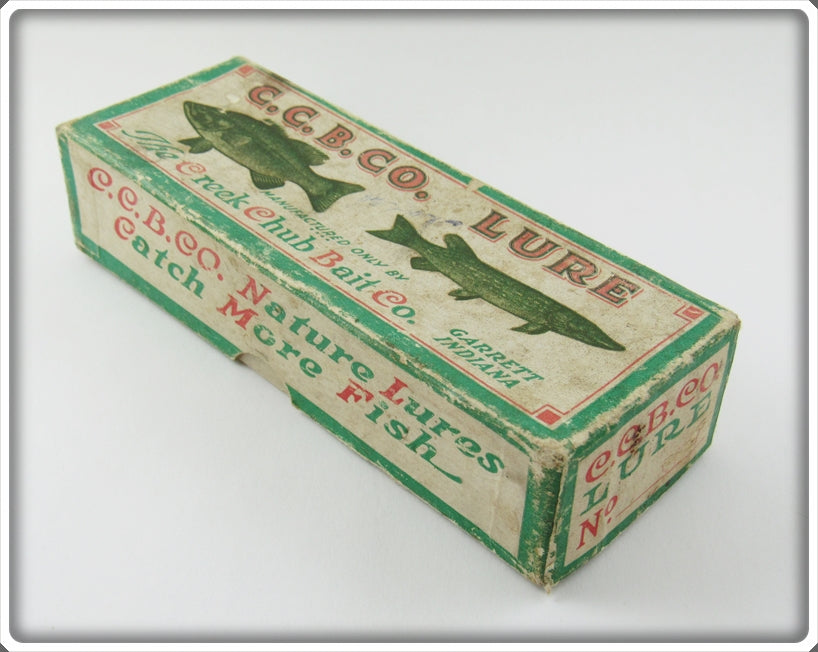 C.C.B.CO. LURE
The Creek Chub Bait Co.
MANUFACTURED ONLY BY
GARRETT
INDIANA
C.C.B.CO. Nature Lures
Catch More Fish
C.C.B.CO.
LURE
No.